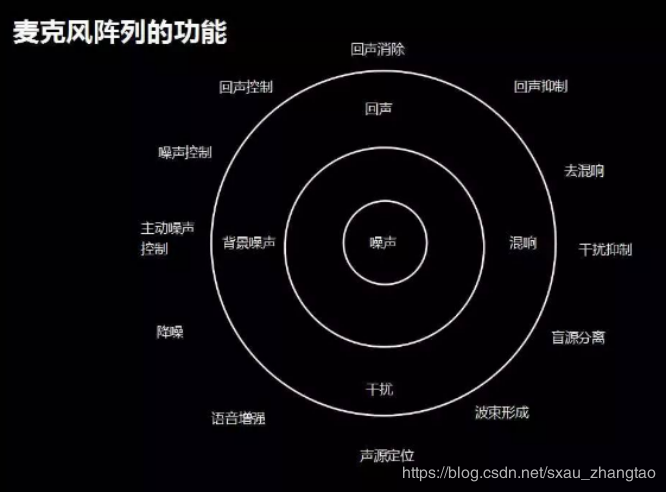 麦克风阵列的功能
回声消除
回声控制
回声抑制
回声
噪声控制
去混响
主动噪声
控制
背景噪声
噪声
混响
干扰抑制
降噪
盲源分离
干扰
语音增强
波束形成
声源定位
https://blog.csdn.net/sxau_zhangtao